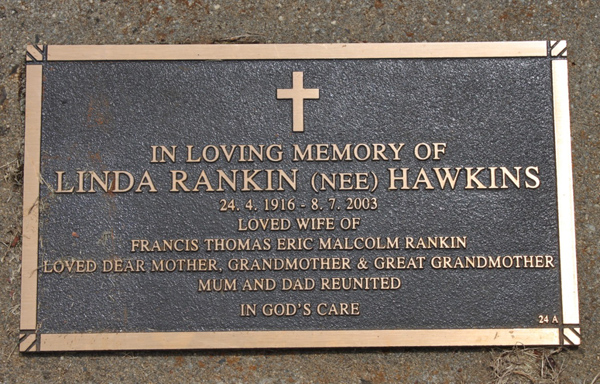 IN LOVING MEMORY OF
LINDA RANKIN (NEE) HAWKINS
24. 4. 1916 - 8. 7. 2003
LOVED WIFE OF
FRANCIS THOMAS ERIC MALCOLM RANKIN
LOVED DEAR MOTHER, GRANDMOTHER & GREAT GRANDMOTHER
MUM AND DAD REUNITED
IN GOD'S CARE
24 A